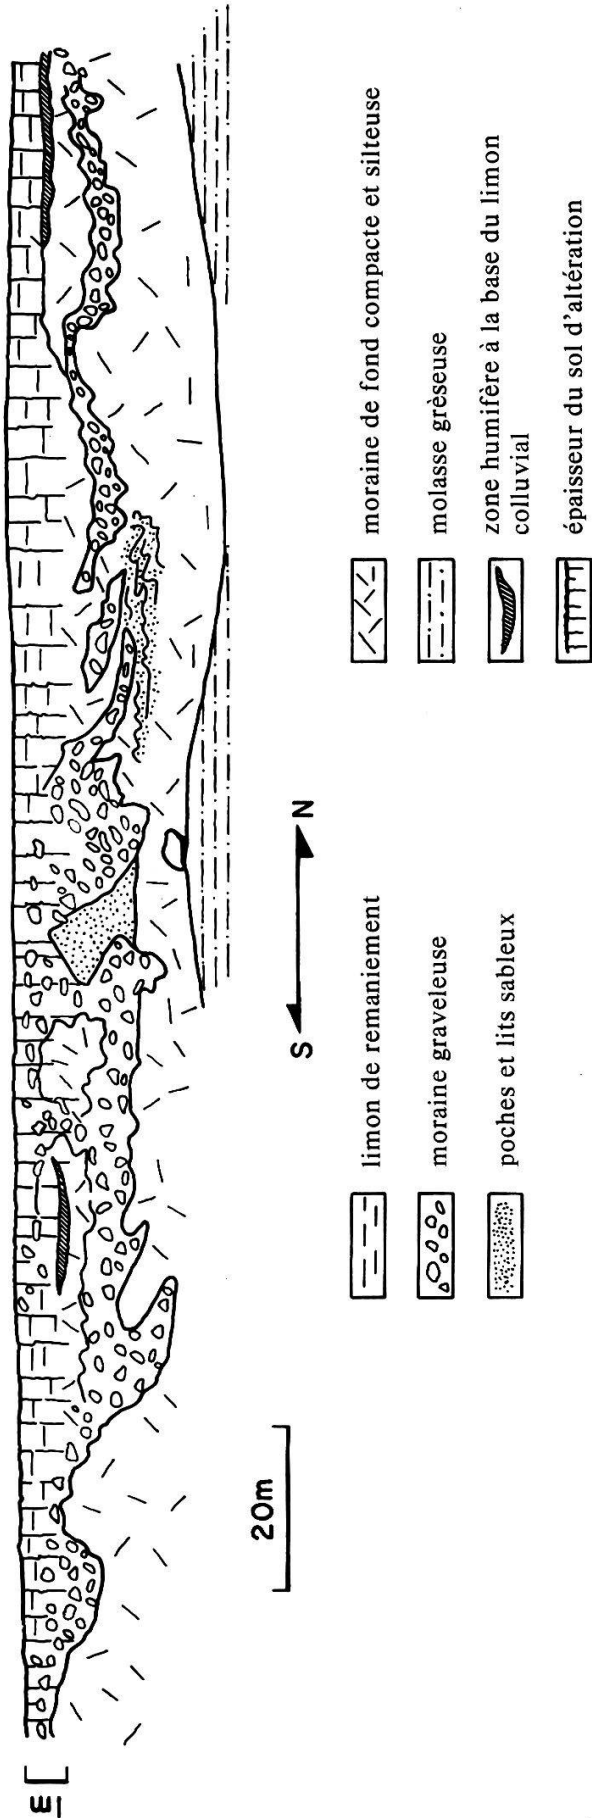 1m
20m
S N
limon de remaniement
moraine graveleuse
poches et lits sableux
moraine de fond compacte et silteuse
molasse grèseuse
zone humifère à la base du limon
colluvial
épaisseur du sol d'altération